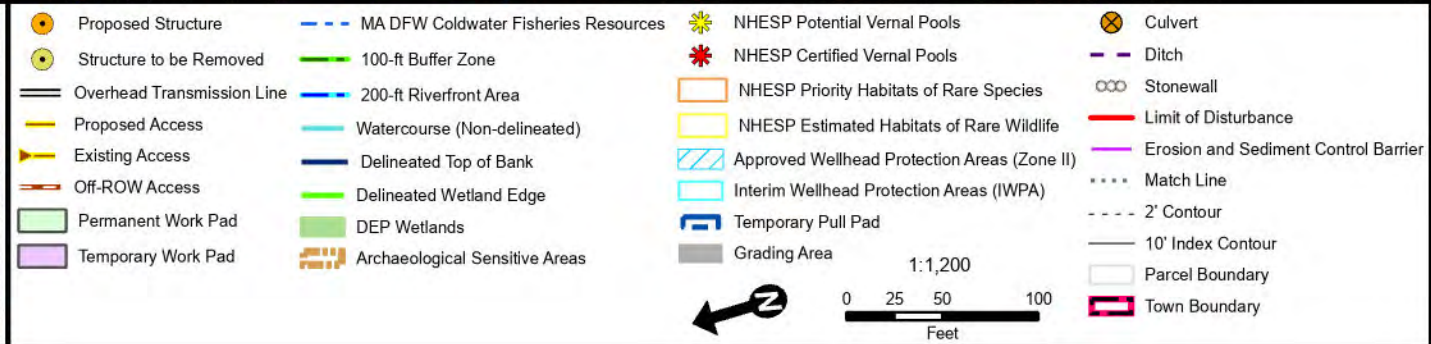 Proposed Structure
Structure to be Removed
Overhead Transmission Line
Proposed Access
Existing Access
Off-ROW Access
Permanent Work Pad
Temporary Work Pad
MA DFW Coldwater Fisheries Resources
100-ft Buffer Zone
200-ft Riverfront Area
Watercourse (Non-delineated)
Delineated Top of Bank
Delineated Wetland Edge
DEP Wetlands
Archaeological Sensitive Areas
NHESP Potential Vernal Pools
NHESP Certified Vernal Pools
NHESP Priority Habitats of Rare Species
NHESP Estimated Habitats of Rare Wildlife
Approved Wellhead Protection Areas (Zone II)
Interim Wellhead Protection Areas (IWPA)
Temporary Pull Pad
Grading Area
1:1,200
N
0 25 50 100
Feet
Culvert
Ditch
Stonewall
Limit of Disturbance
Erosion and Sediment Control Barrier
Match Line
2' Contour
10' Index Contour
Parcel Boundary
Town Boundary